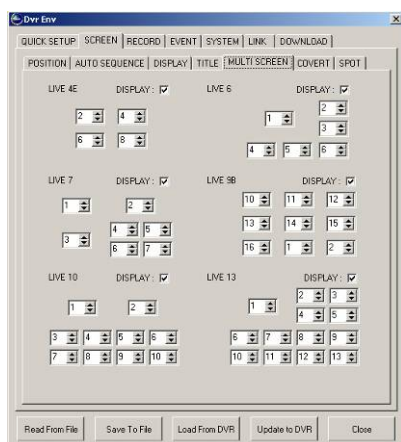 Dvr Env
QUICK SETUP SCREEN RECORD EVENT SYSTEM LINK DOWNLOAD
POSITION AUTO SEQUENCE DISPLAY TITLE MULTI SCREEN COVERT SPOT
LIVE 4E DISPLAY : LIVE 6 DISPLAY :
2 4 1 2
3
6 8 4 5 6
LIVE 7 DISPLAY : LIVE 9B DISPLAY :
1 2 10 11 12
3 4 5 13 14 15
6 7 16 1 2
LIVE 10 DISPLAY : LIVE 13 DISPLAY :
1 2 1 2 3
4 5
3 4 5 6 6 7 8 9
7 8 9 10 10 11 12 13
Read From File Save To File Load From DVR Update to DVR Close